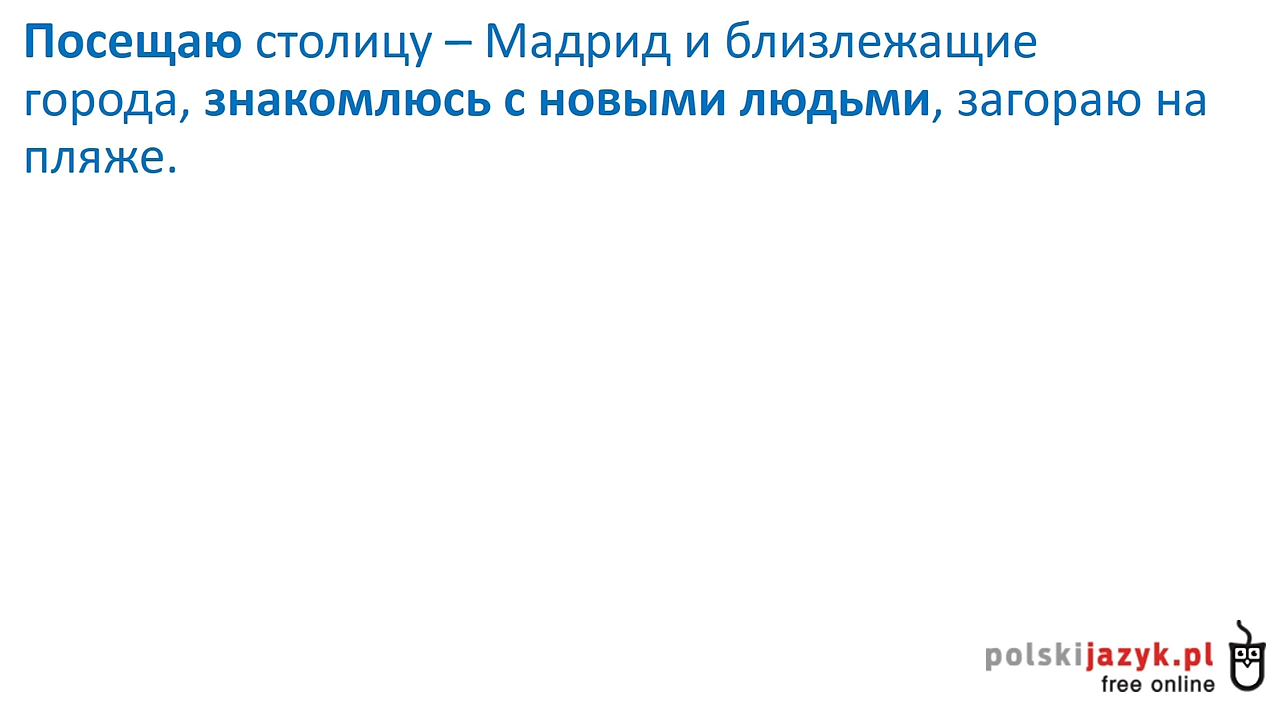 Посещаю столицу – Мадрид и близлежащие
города, знакомлюсь с новыми людьми, загораю на
пляже.
polskijazyk.pl
free online